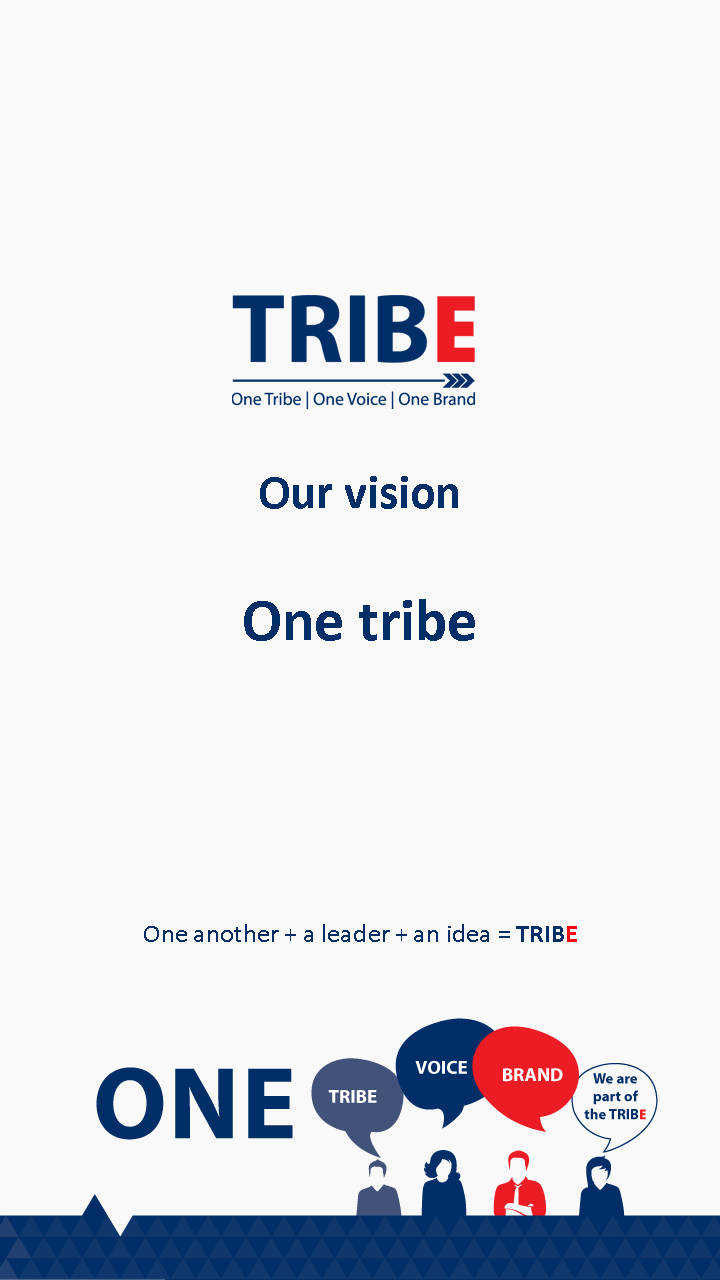 TRIBE
One Tribe | One Voice | One Brand
Our vision
One tribe
One another + a leader + an idea = TRIBE
ONE
TRIBE
VOICE
BRAND
We are
part of
the TRIBE